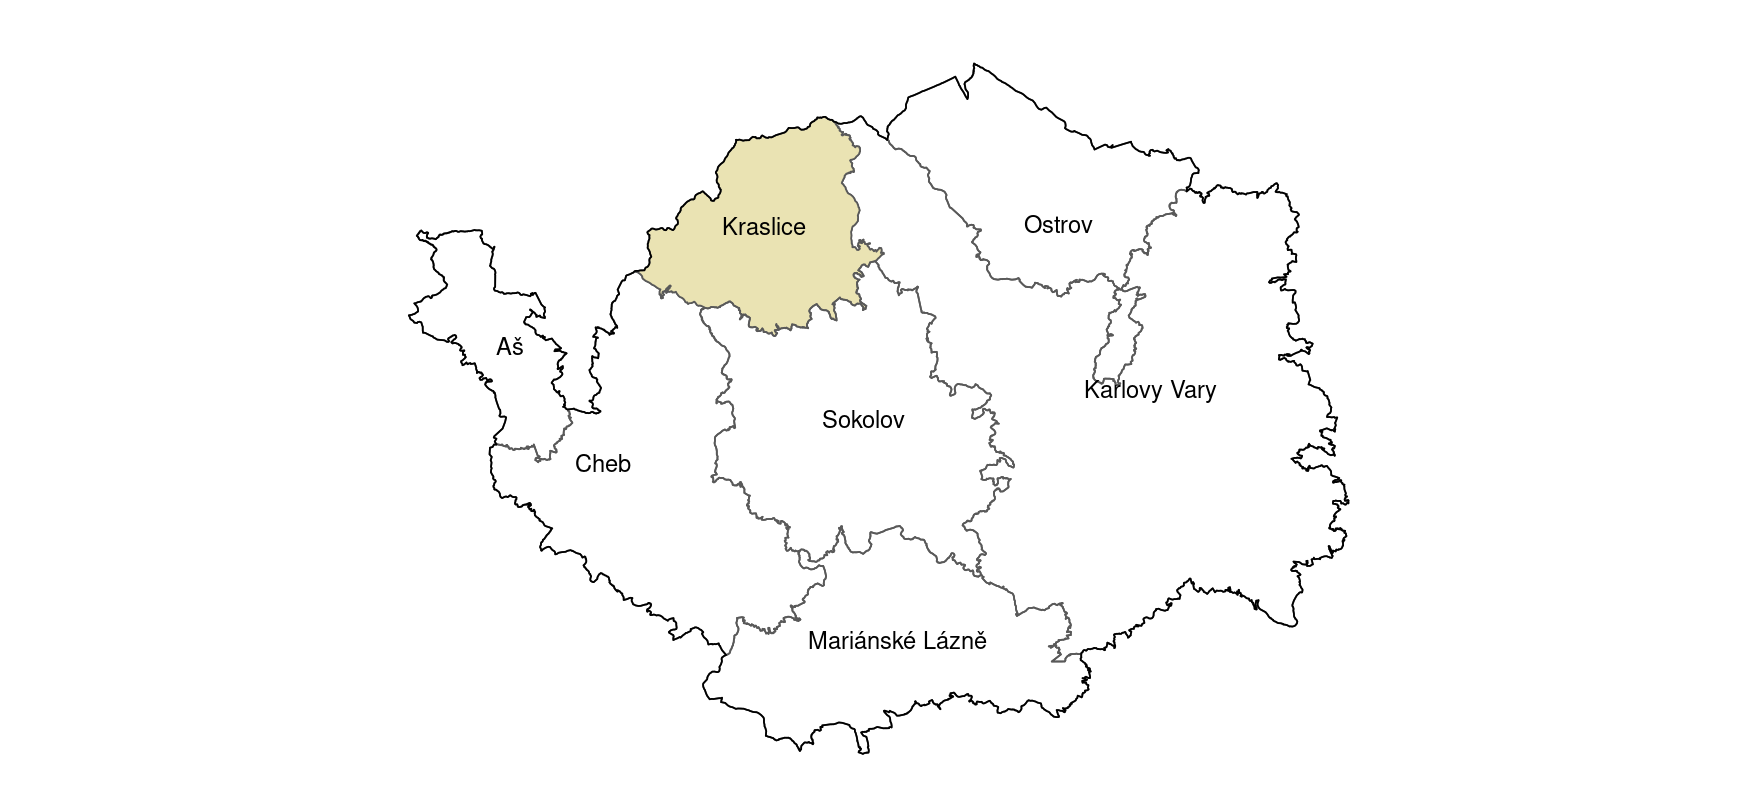 Ostrov
Kraslice
Aš
Karlovy Vary
Sokolov
Cheb
Mariánské Lázně